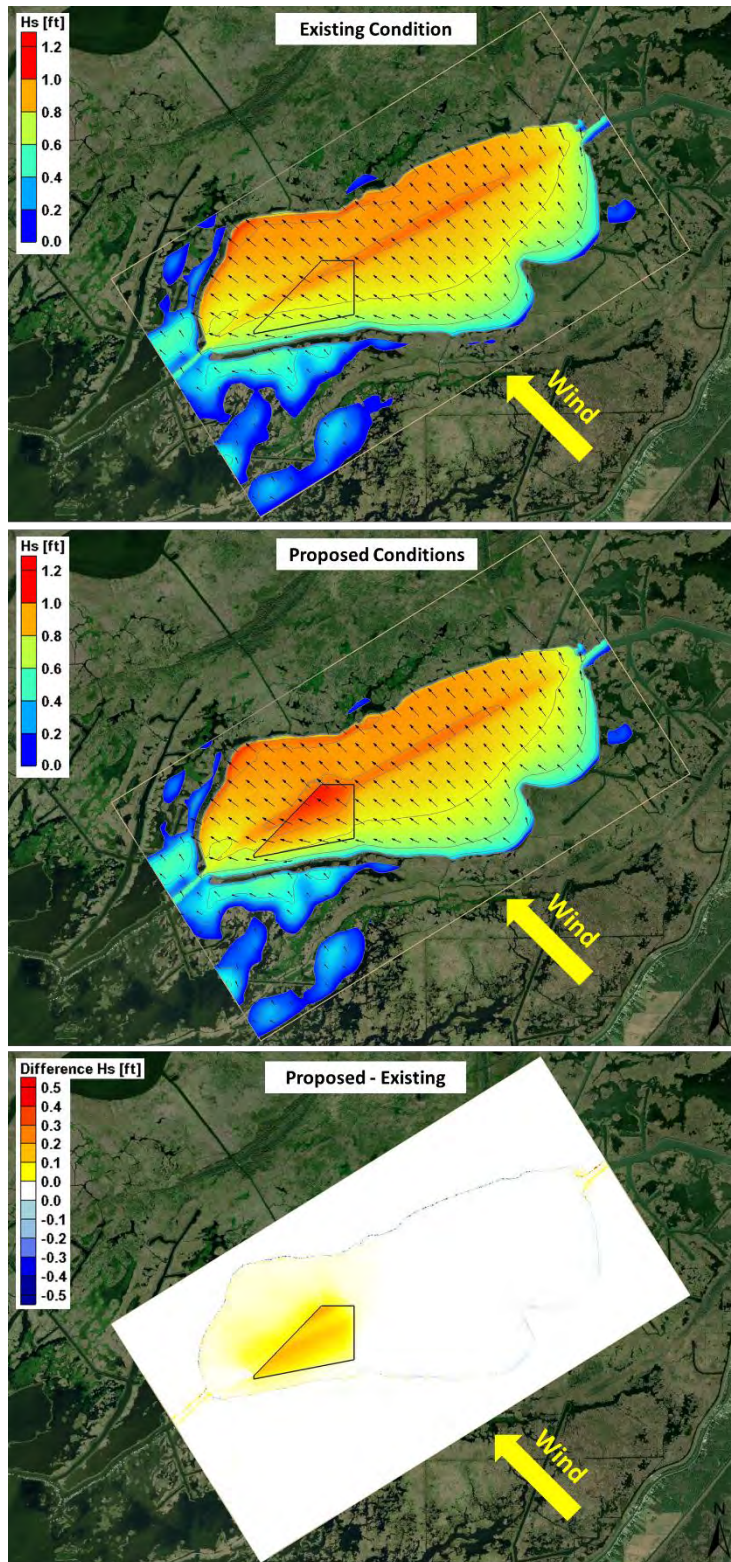 Hs [ft]
Existing Condition
1.2
1.0
0.8
0.6
0.4
0.2
0.0
Wind
N
Hs [ft]
Proposed Conditions
1.2
1.0
0.8
0.6
0.4
0.2
0.0
Wind
N
Difference Hs [ft]
Proposed - Existing
0.5
0.4
0.3
0.2
0.1
0.0
0.0
-0.1
-0.2
-0.3
-0.4
-0.5
Wind
N